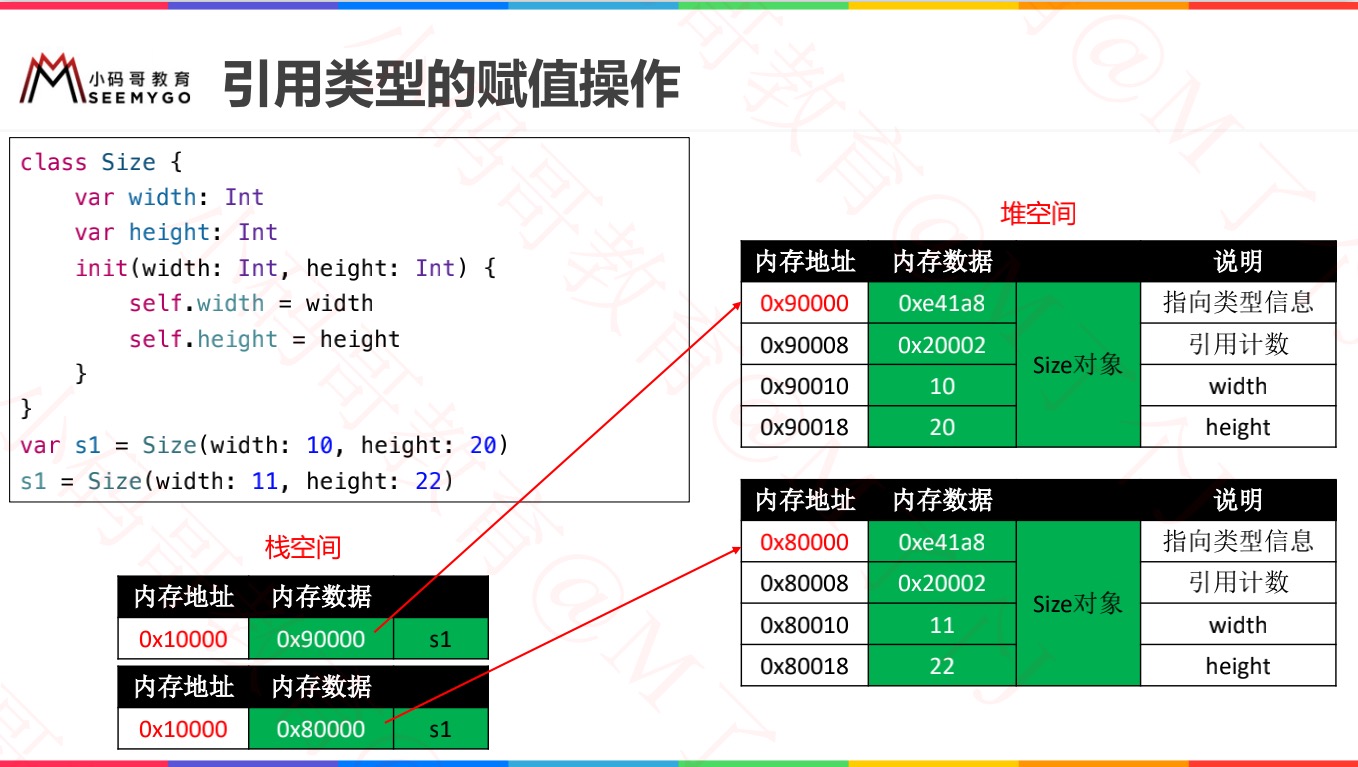 小码哥教育
SEEMYGO
引用类型的赋值操作
class Size {
    var width: Int
    var height: Int
    init(width: Int, height: Int) {
        self.width = width
        self.height = height
    }
}
var s1 = Size(width: 10, height: 20)
s1 = Size(width: 11, height: 22)
栈空间
内存地址 内存数据
0x10000 0x90000 s1
内存地址 内存数据
0x10000 0x80000 s1
堆空间
内存地址 内存数据 说明
0x90000 0xe41a8 指向类型信息
0x90008 0x20002 引用计数
Size对象
0x90010 10 width
0x90018 20 height
内存地址 内存数据 说明
0x80000 0xe41a8 指向类型信息
0x80008 0x20002 引用计数
Size对象
0x80010 11 width
0x80018 22 height